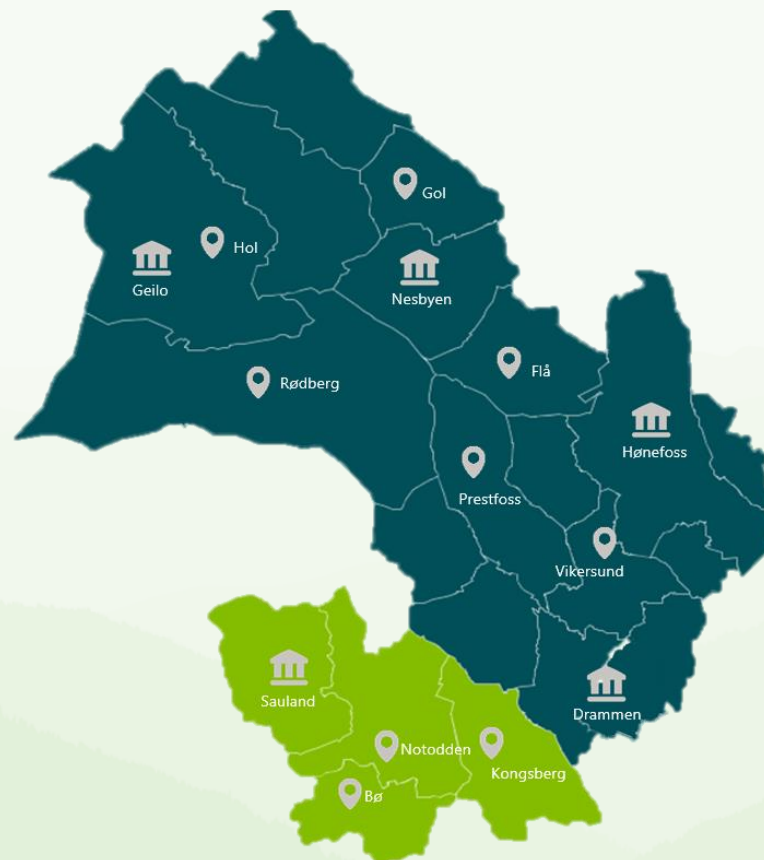 Gol
Hol
Geilo
Nesbyen
Flå
Rødberg
Hønefoss
Prestfoss
Vikersund
Sauland
Drammen
Notodden
Kongsberg
Bø